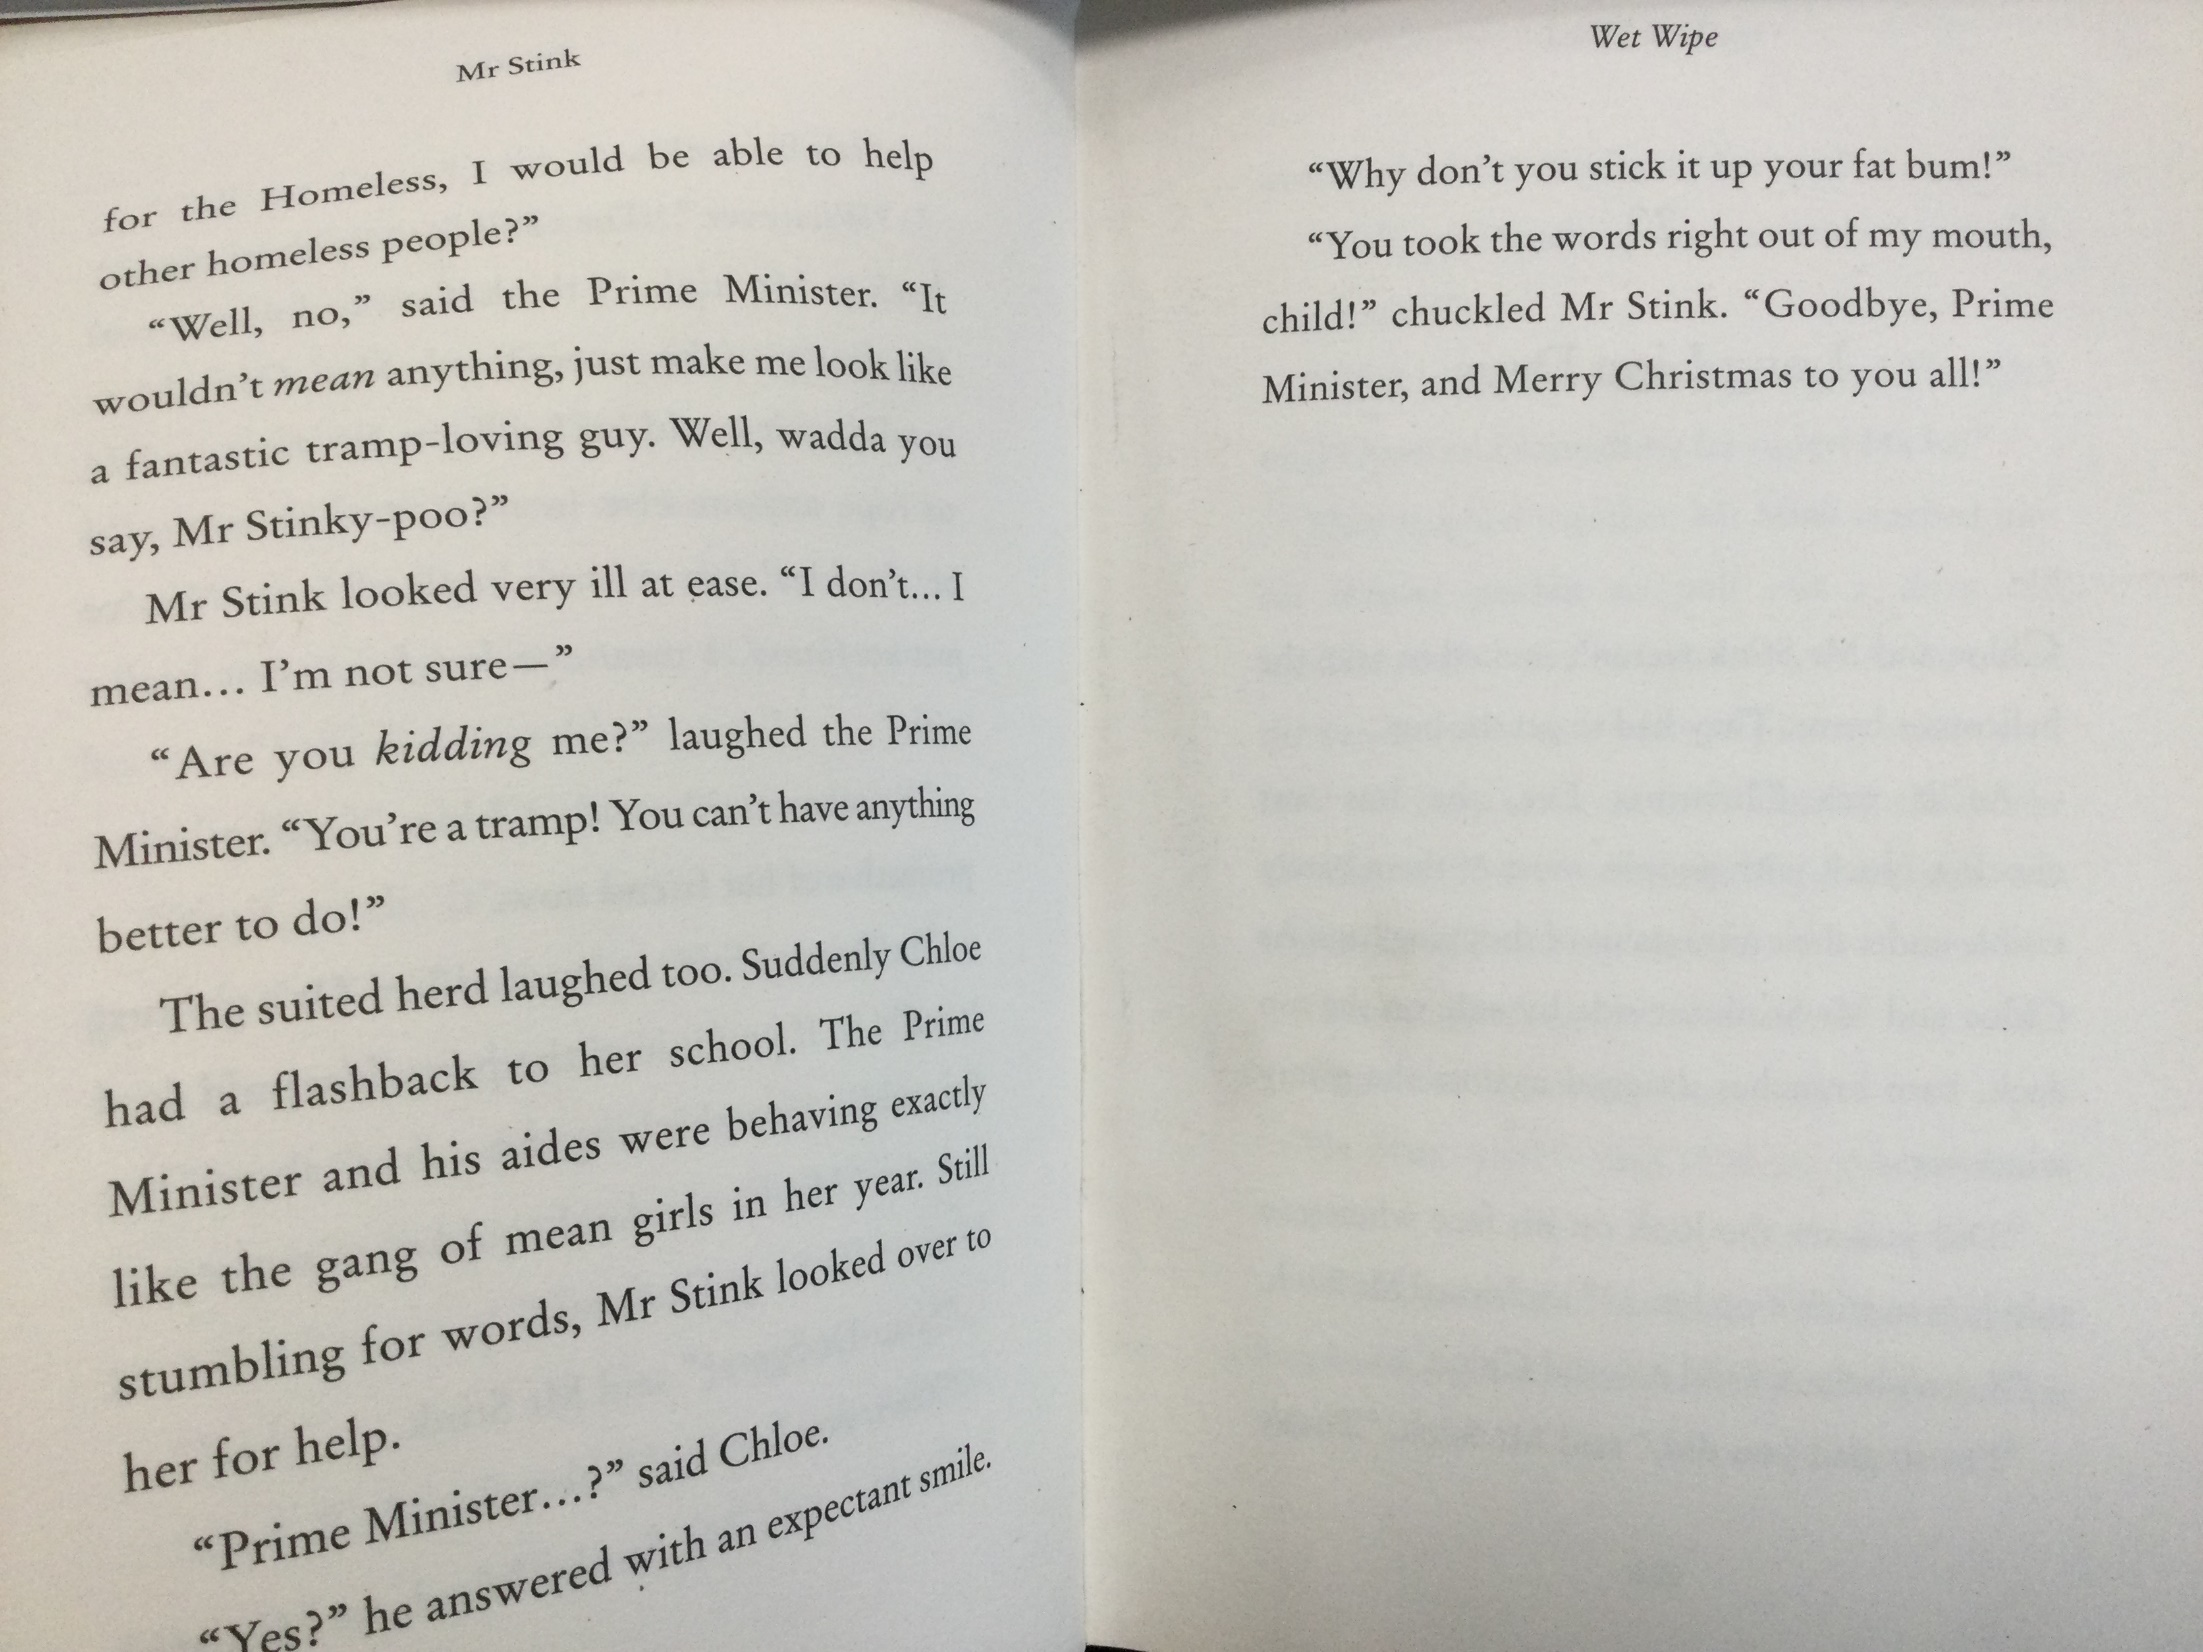 Mr Stink
for the Homeless, I would be able to help
other homeless people?”
“Well, no,” said the Prime Minister. “It
wouldn’t mean anything, just make me look like
a fantastic tramp-loving guy. Well, wadda you
say, Mr Stinky-poo?”
Mr Stink looked very ill at ease. “I don’t... I
mean... I’m not sure—”
“Are you kidding me?” laughed the Prime
Minister. “You’re a tramp! You can’t have anything
better to do!”
The suited herd laughed too. Suddenly Chloe
had a flashback to her school. The Prime
Minister and his aides were behaving exactly
like the gang of mean girls in her year. Still
stumbling for words, Mr Stink looked over to
her for help.
“Prime Minister...?” said Chloe.
“Yes?” he answered with an expectant smile.
Wet Wipe
“Why don’t you stick it up your fat bum!”
“You took the words right out of my mouth,
child!” chuckled Mr Stink. “Goodbye, Prime
Minister, and Merry Christmas to you all!”